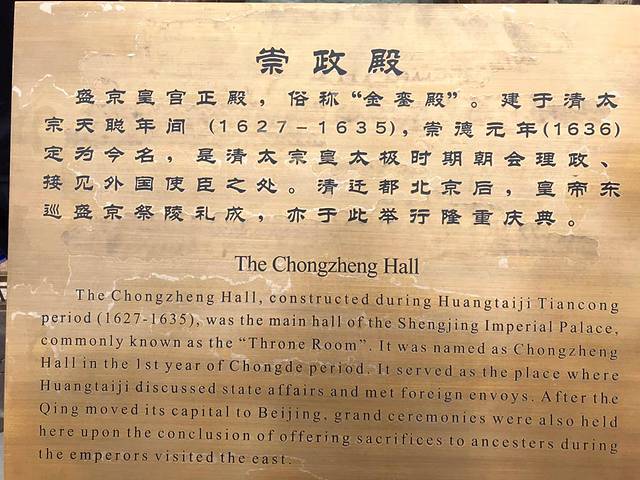 崇政殿
盛京皇宫正殿，俗称“金銮殿”。建于清太
宗天聪年间（1627－1635)，崇德元年(1636)
定为今名，是清太宗皇太极时期朝会理政、
接见外国使臣之处。清迁都北京后，皇帝东
巡盛京祭陵礼成，亦于此举行隆重庆典。
The Chongzheng Hall
The Chongzheng Hall, constructed during Huangtaiji Tiancong
period (1627-1635), was the main hall of the Shengjing Imperial Palace,
commonly known as the “Throne Room”. It was named as Chongzheng
Hall in the 1st year of Chongde period. It served as the place where
Huangtaiji discussed state affairs and met foreign envoys. After the
Qing moved its capital to Beijing, grand ceremonies were also held
here upon the conclusion of offering sacrifices to ancesters during
the emperors visited the east.